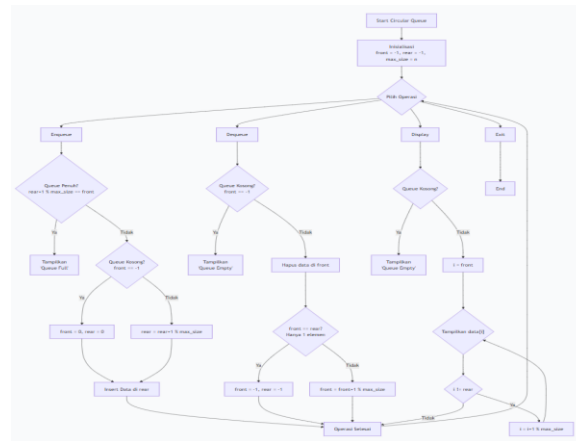 Start Circular Queue
Inisialisasi
front = -1, rear = -1,
max_size = n
Pilih Operasi
Enqueue
Dequeue
Display
Exit
Queue Penuh?
rear+1 % max_size == front
Queue Kosong?
front == -1
Queue Kosong?
End
Ya
Tidak
Ya
Tidak
Ya
Tidak
Tampilkan
'Queue Full'
Queue Kosong?
front == -1
Tampilkan
'Queue Empty'
Hapus data di front
Tampilkan
'Queue Empty'
i = front
Ya
Tidak
front = 0, rear = 0
rear = rear+1 % max_size
front == rear?
Hanya 1 elemen
Tampilkan data[i]
Ya
Tidak
Insert Data di rear
front = -1, rear = -1
front = front+1 % max_size
i != rear
Tidak
Ya
Operasi Selesai
i = i+1 % max_size